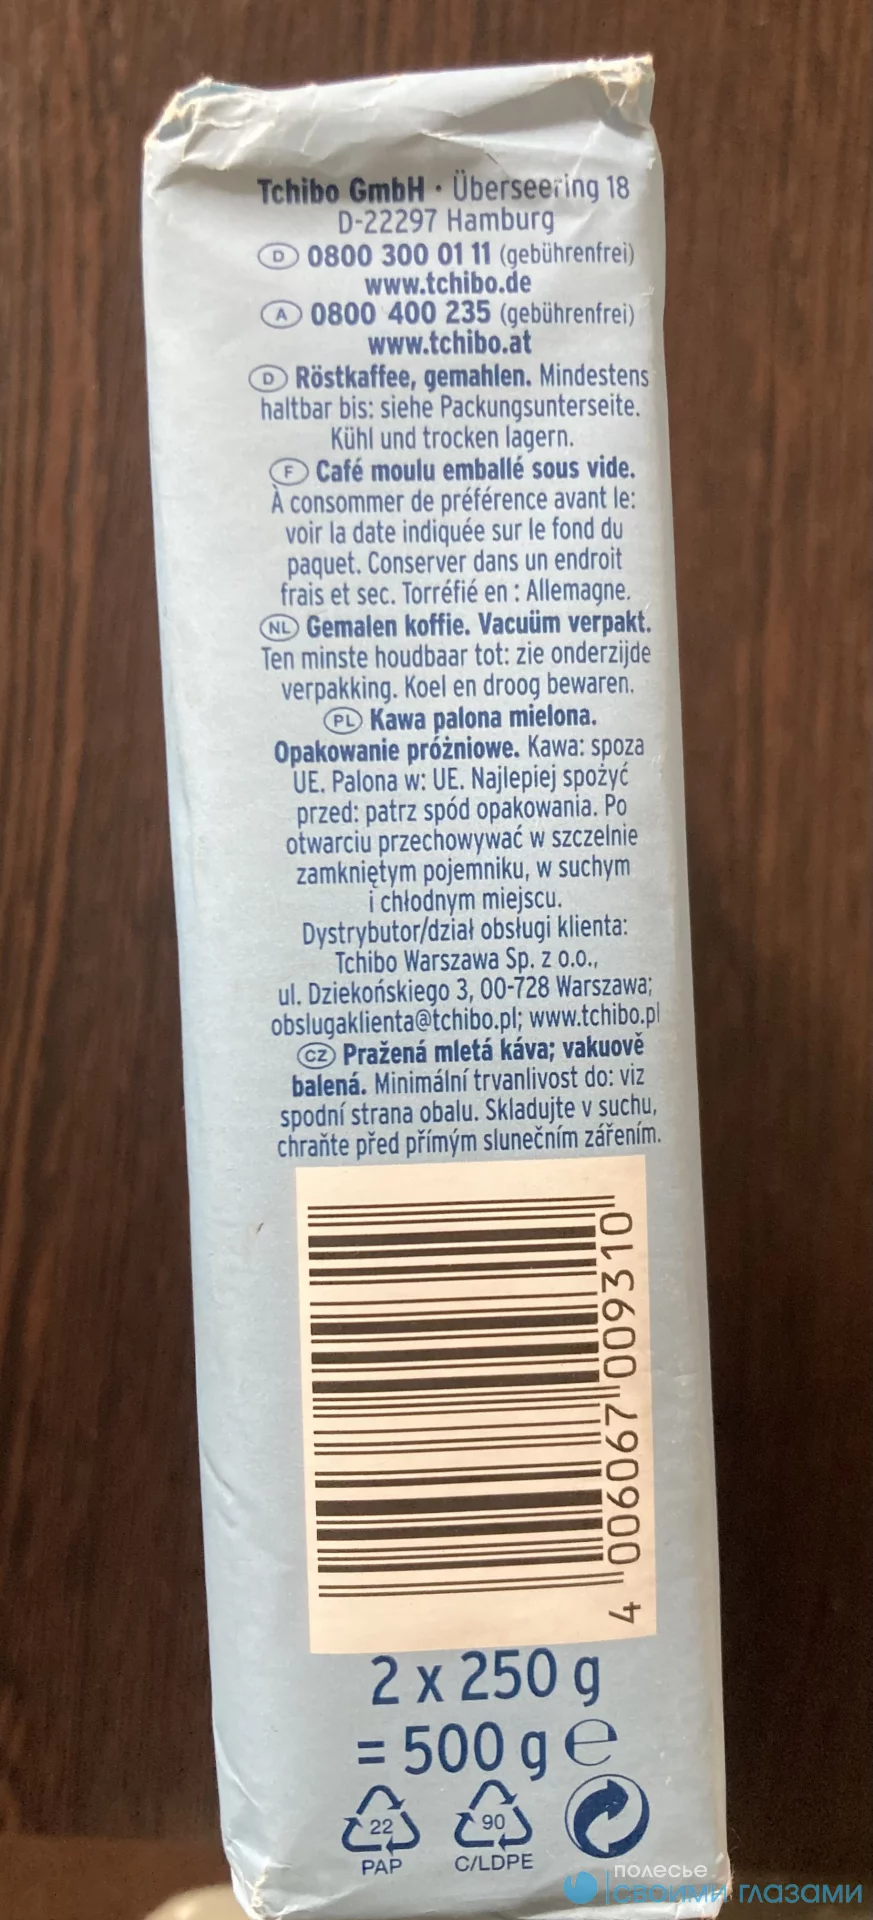 Tchibo GmbH · Überseering 18
D-22297 Hamburg
D 0800 300 01 11 (gebührenfrei)
www.tchibo.de
A 0800 400 235 (gebührenfrei)
www.tchibo.at
D Röstkaffee, gemahlen. Mindestens
haltbar bis: siehe Packungsunterseite.
Kühl und trocken lagern.
F Café moulu emballé sous vide.
À consommer de préférence avant le:
voir la date indiquée sur le fond du
paquet. Conserver dans un endroit
frais et sec. Torréfié en : Allemagne.
NL Gemalen koffie. Vacuüm verpakt.
Ten minste houdbaar tot: zie onderzijde
verpakking. Koel en droog bewaren.
PL Kawa palona mielona.
Opakowanie próżniowe. Kawa: spoza
UE. Palona w: UE. Najlepiej spożyć
przed: patrz spód opakowania. Po
otwarciu przechowywać w szczelnie
zamkniętym pojemniku, w suchym
i chłodnym miejscu.
Dystrybutor/dział obsługi klienta:
Tchibo Warszawa Sp. z o.o.,
ul. Dziekońskiego 3, 00-728 Warszawa;
obslugaklienta@tchibo.pl; www.tchibo.pl
CZ Pražená mletá káva; vakuově
balená. Minimální trvanlivost do: viz
spodní strana obalu. Skladujte v suchu,
chraňte před přímým slunečním zářením.
4 006067 009310
2 x 250 g
= 500 g e
22 90
PAP C/LDPE
полесье
своими глазами